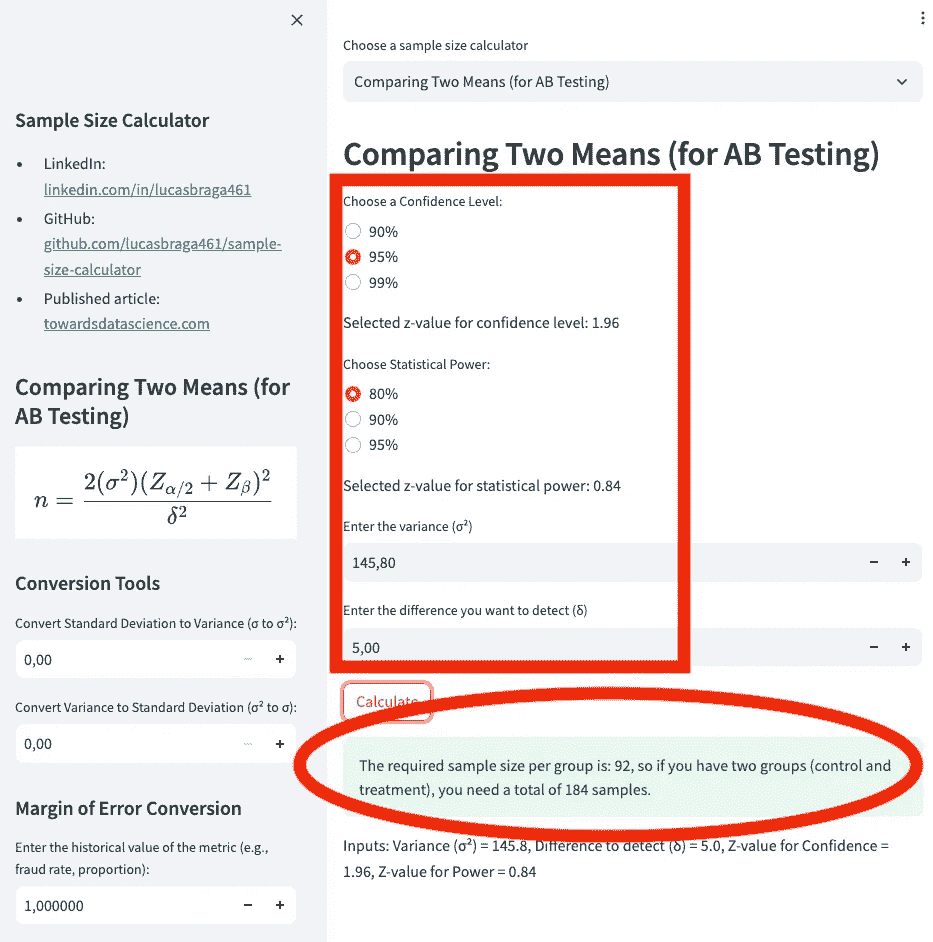 Sample Size Calculator
• LinkedIn:
linkedin.com/in/lucasbraga461
• GitHub:
github.com/lucasbraga461/sample-
size-calculator
• Published article:
towardsdatascience.com
Comparing Two Means (for
AB Testing)
n = 2(σ²)(Z_{α/2} + Z_β)² / δ²
Conversion Tools
Convert Standard Deviation to Variance (σ to σ²):
0,00 − +
Convert Variance to Standard Deviation (σ² to σ):
0,00 − +
Margin of Error Conversion
Enter the historical value of the metric (e.g.,
fraud rate, proportion):
1,000000 − +
Choose a sample size calculator
Comparing Two Means (for AB Testing)
Comparing Two Means (for AB Testing)
Choose a Confidence Level:
90%
95%
99%
Selected z-value for confidence level: 1.96
Choose Statistical Power:
80%
90%
95%
Selected z-value for statistical power: 0.84
Enter the variance (σ²)
145,80 − +
Enter the difference you want to detect (δ)
5,00 − +
Calculate
The required sample size per group is: 92, so if you have two groups (control and
treatment), you need a total of 184 samples.
Inputs: Variance (σ²) = 145.8, Difference to detect (δ) = 5.0, Z-value for Confidence =
1.96, Z-value for Power = 0.84